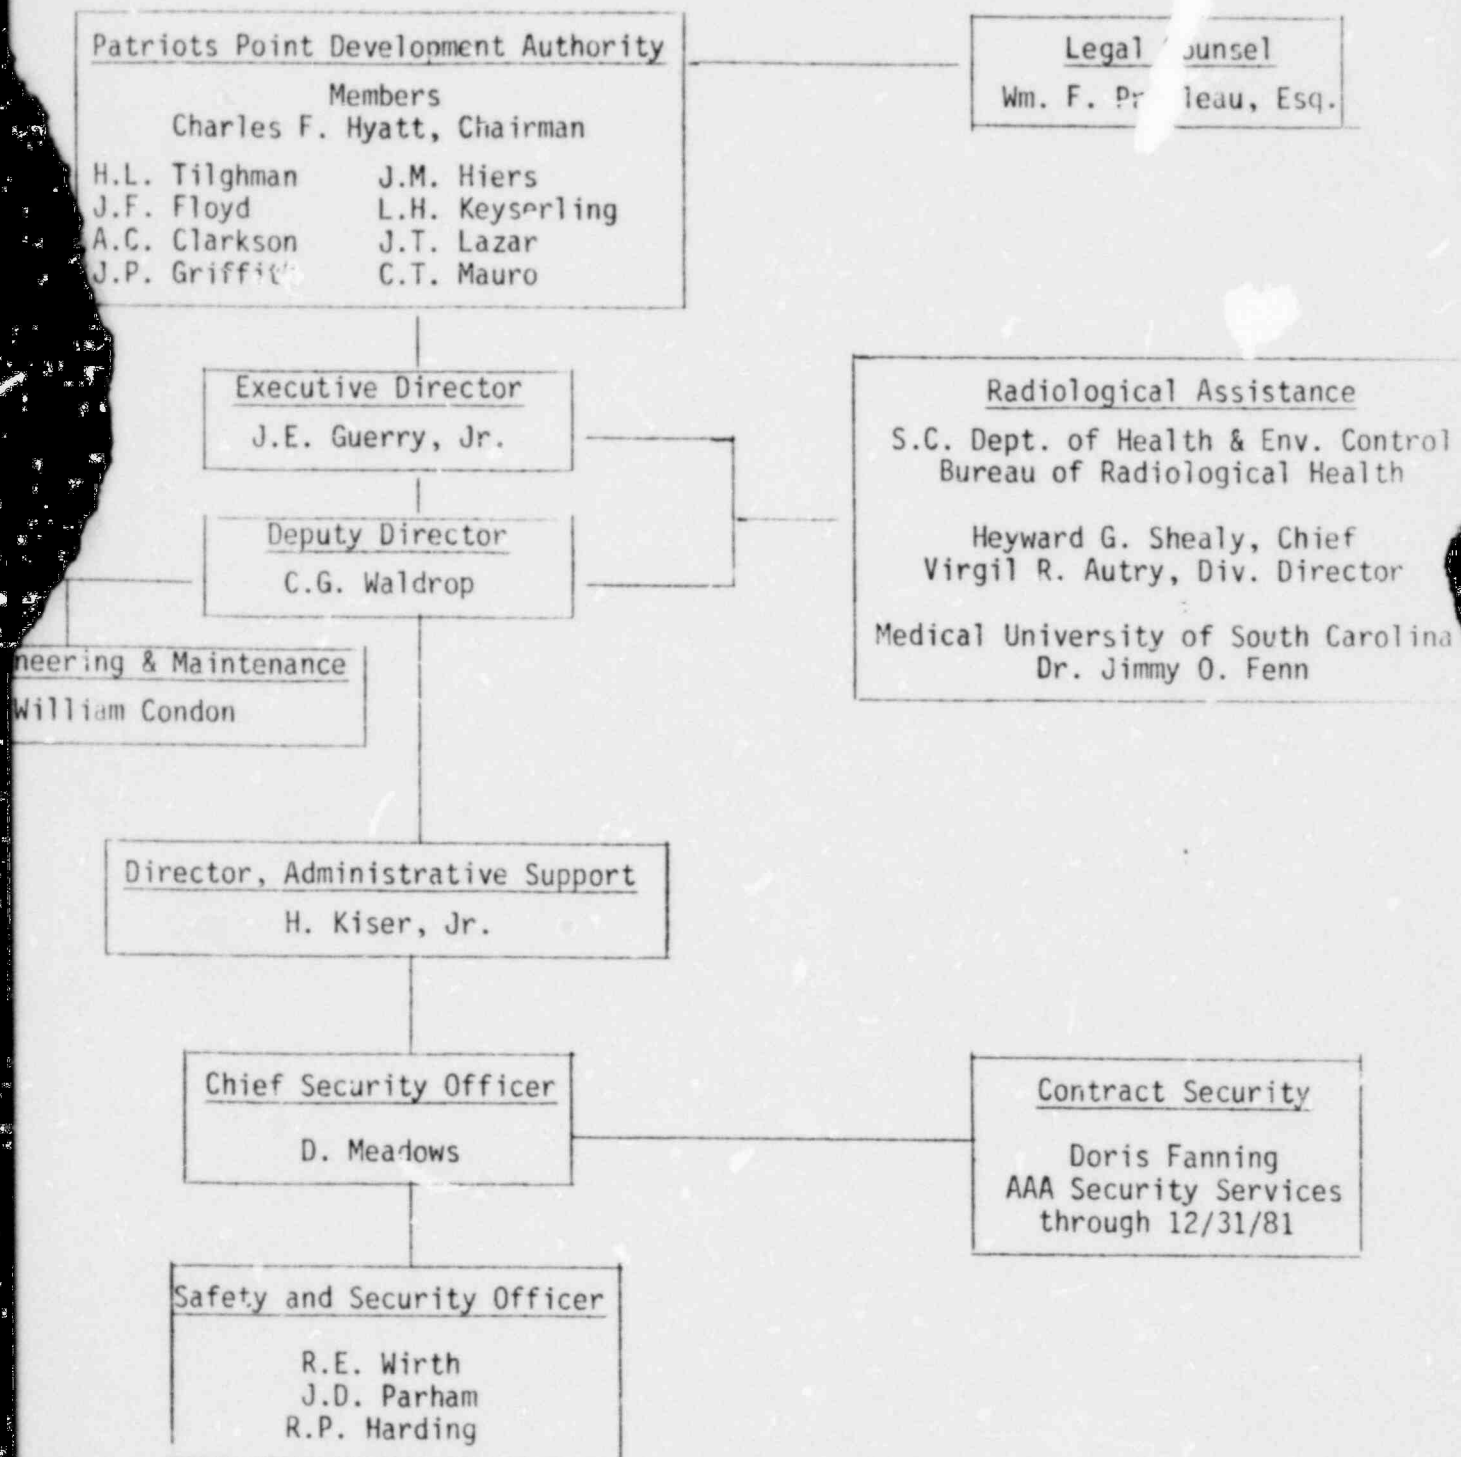 Patriots Point Development Authority
Members
Charles F. Hyatt, Chairman
H.L. Tilghman J.M. Hiers
J.F. Floyd L.H. Keyserling
A.C. Clarkson J.T. Lazar
J.P. C.T. Mauro
Legal
Wm. F. Esq.
Executive Director
J.E. Guerry, Jr.
Deputy Director
C.G. Waldrop
Radiological Assistance
S.C. Dept. of Health & Env. Control
Bureau of Radiological Health
Heyward G. Shealy, Chief
Virgil R. Autry, Div. Director
Medical University of South Carolina
Dr. Jimmy O. Fenn
neering & Maintenance
William Condon
Director, Administrative Support
H. Kiser, Jr.
Chief Security Officer
D. Meadows
Contract Security
Doris Fanning
AAA Security Services
through 12/31/81
Safety and Security Officer
R.E. Wirth
J.D. Parham
R.P. Harding